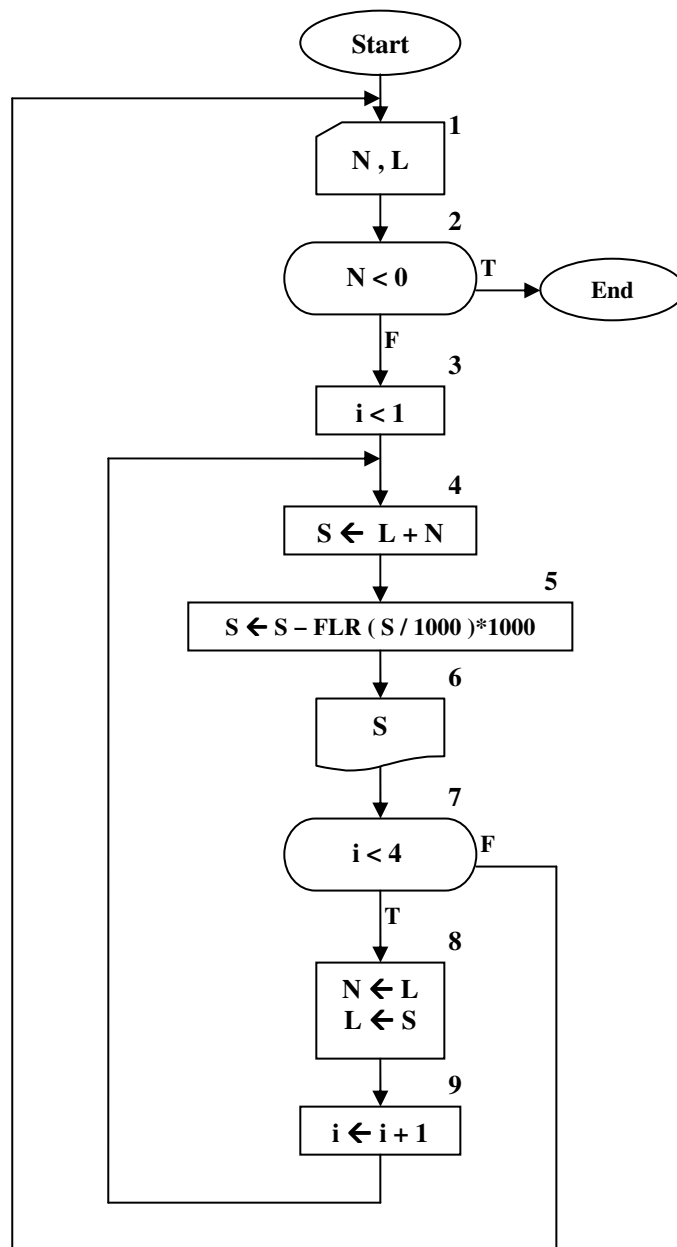 Start
1
N , L
2
N < 0
T
End
F
3
i < 1
4
S ← L + N
5
S ← S – FLR ( S / 1000 )*1000
6
S
7
i < 4
F
T
8
N ← L
L ← S
9
i ← i + 1